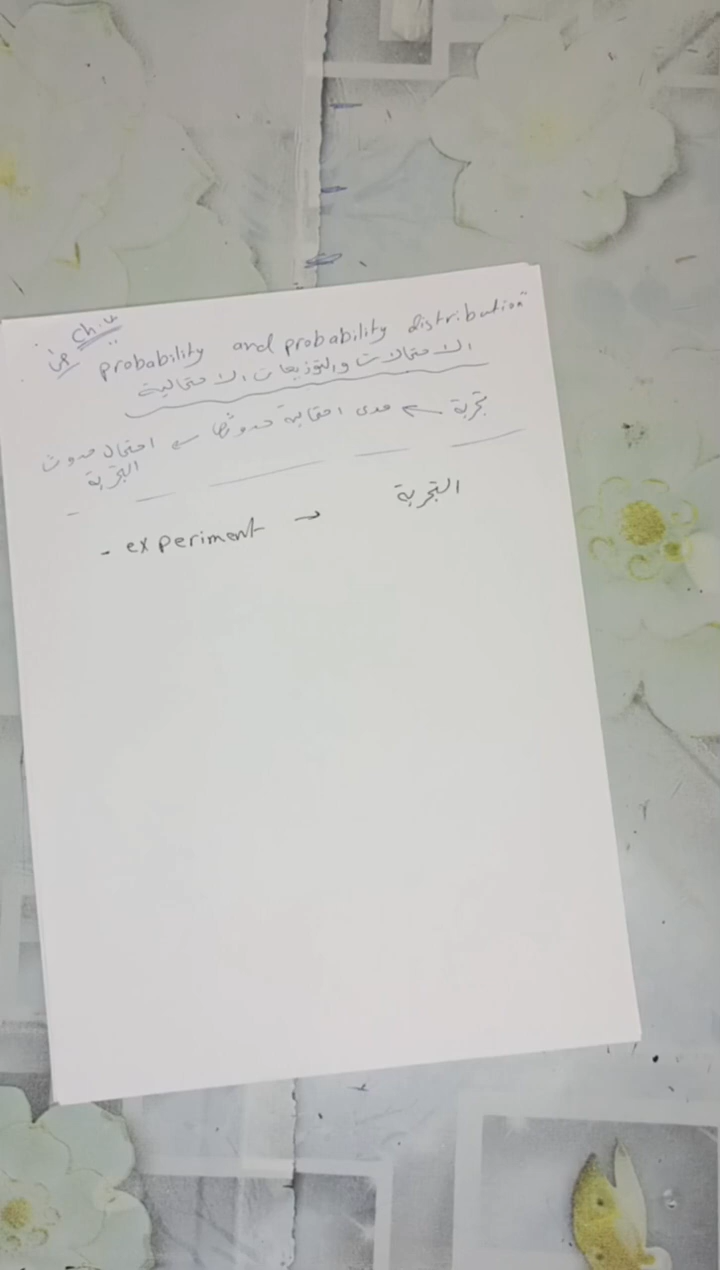 Ch:4
probability and probability distribution
الاحتمالات والتوزيعات الاحتمالية
تجربة ← مدى احتمالية حدوثها ← احتمال حدوث
التجربة
- experiment → التجربة